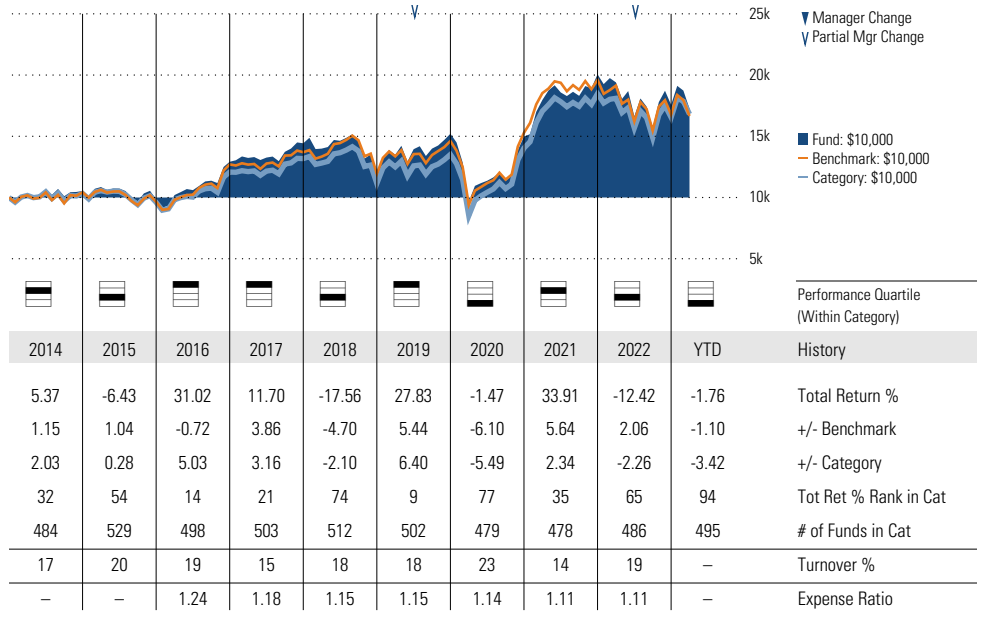 25k
Manager Change
Partial Mgr Change
20k
15k
Fund: $10,000
Benchmark: $10,000
Category: $10,000
10k
5k
Performance Quartile
(Within Category)
2014 2015 2016 2017 2018 2019 2020 2021 2022 YTD History
5.37 -6.43 31.02 11.70 -17.56 27.83 -1.47 33.91 -12.42 -1.76 Total Return %
1.15 1.04 -0.72 3.86 -4.70 5.44 -6.10 5.64 2.06 -1.10 +/- Benchmark
2.03 0.28 5.03 3.16 -2.10 6.40 -5.49 2.34 -2.26 -3.42 +/- Category
32 54 14 21 74 9 77 35 65 94 Tot Ret % Rank in Cat
484 529 498 503 512 502 479 478 486 495 # of Funds in Cat
17 20 19 15 18 18 23 14 19 – Turnover %
– – 1.24 1.18 1.15 1.15 1.14 1.11 1.11 – Expense Ratio